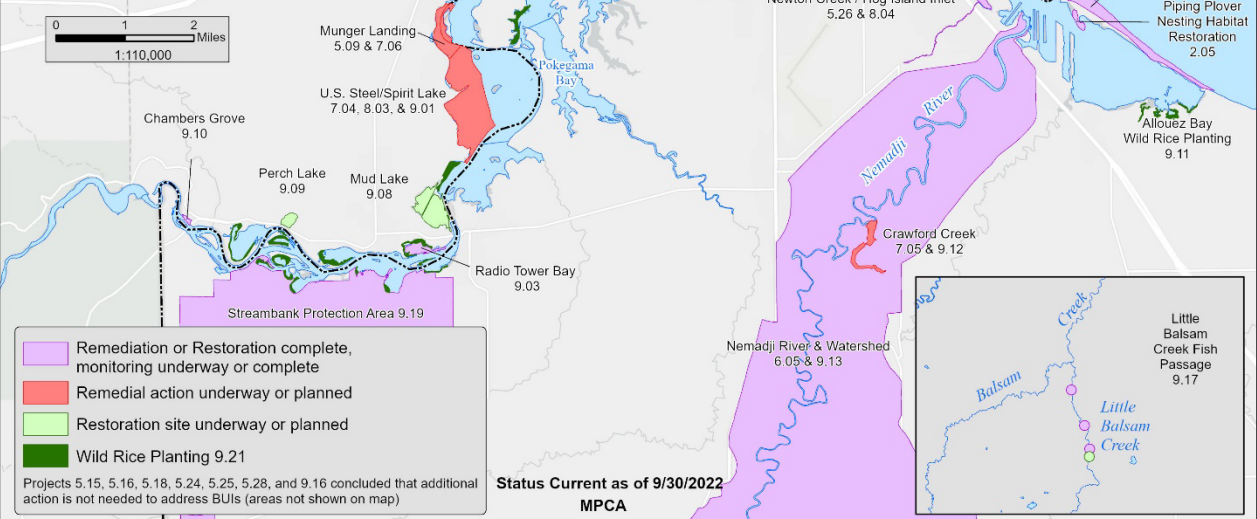 0 1 2
Miles
1:110,000
Munger Landing
5.09 & 7.06
U.S. Steel/Spirit Lake
7.04, 8.03, & 9.01
Pokegama
Bay
5.26 & 8.04
Piping Plover
Nesting Habitat
Restoration
2.05
Allouez Bay
Wild Rice Planting
9.11
Chambers Grove
9.10
Perch Lake
9.09
Mud Lake
9.08
Nemadji River
Crawford Creek
7.05 & 9.12
Radio Tower Bay
9.03
Streambank Protection Area 9.19
Nemadji River & Watershed
6.05 & 9.13
Remediation or Restoration complete,
monitoring underway or complete
Remedial action underway or planned
Restoration site underway or planned
Wild Rice Planting 9.21
Projects 5.15, 5.16, 5.18, 5.24, 5.25, 5.28, and 9.16 concluded that additional
action is not needed to address BUIs (areas not shown on map)
Status Current as of 9/30/2022
MPCA
Balsam Creek
Little
Balsam
Creek
Little
Balsam
Creek Fish
Passage
9.17